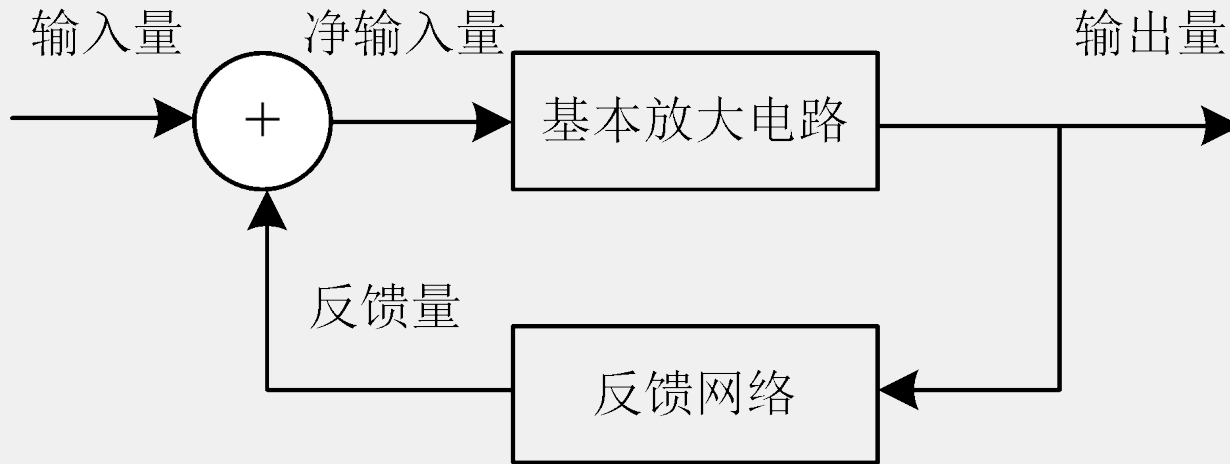 输入量
净输入量
输出量
+
基本放大电路
反馈量
反馈网络